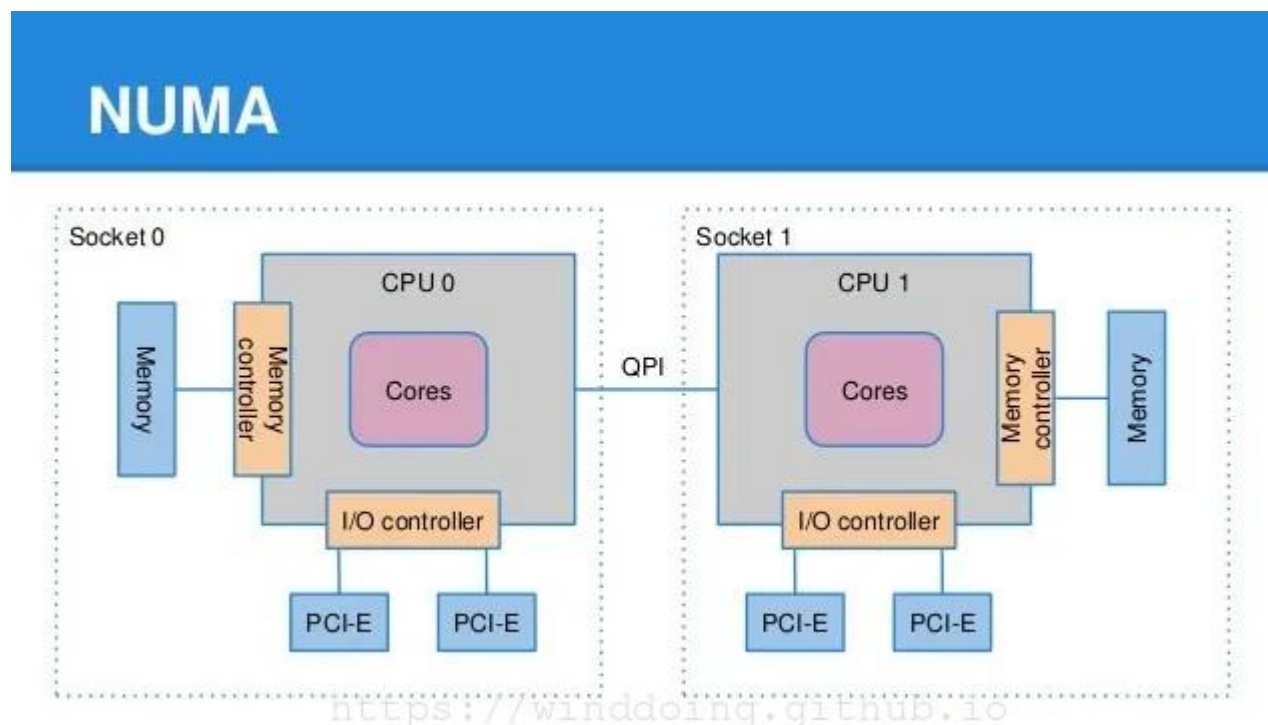 NUMA
Socket 0
CPU 0
Memory
Memory
controller
Cores
I/O controller
PCI-E
PCI-E
QPI
Socket 1
CPU 1
Cores
Memory
controller
Memory
I/O controller
PCI-E
PCI-E
https://winddoing.github.io